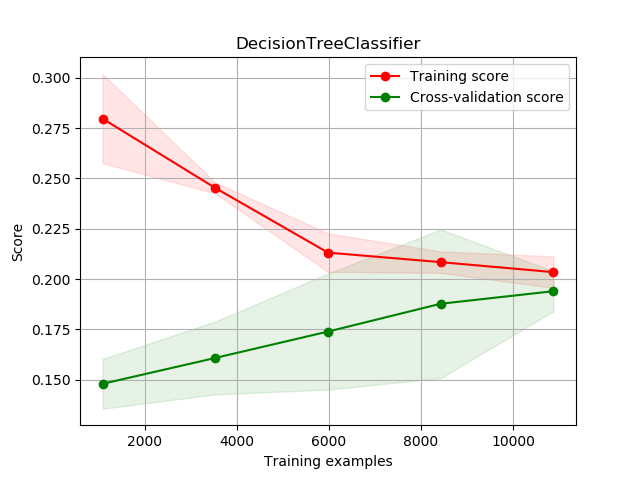 DecisionTreeClassifier
Training score
Cross-validation score
Score
0.300
0.275
0.250
0.225
0.200
0.175
0.150
2000
4000
6000
8000
10000
Training examples